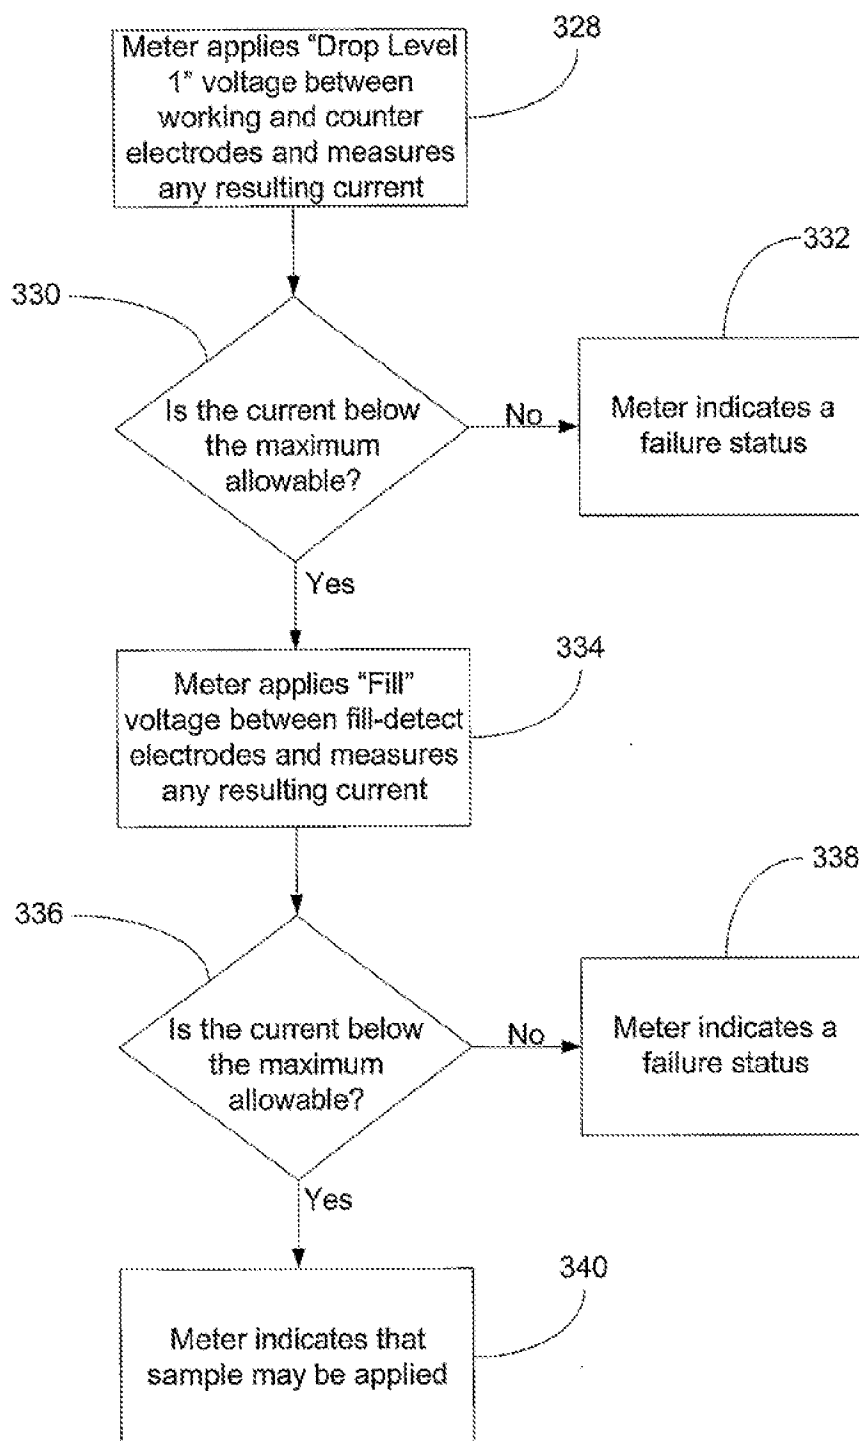 328
Meter applies “Drop Level
1” voltage between
working and counter
electrodes and measures
any resulting current
332
330
Is the current below
the maximum
allowable?
No
Meter indicates a
failure status
Yes
334
Meter applies “Fill”
voltage between fill-detect
electrodes and measures
any resulting current
338
336
Is the current below
the maximum
allowable?
No
Meter indicates a
failure status
Yes
340
Meter indicates that
sample may be applied